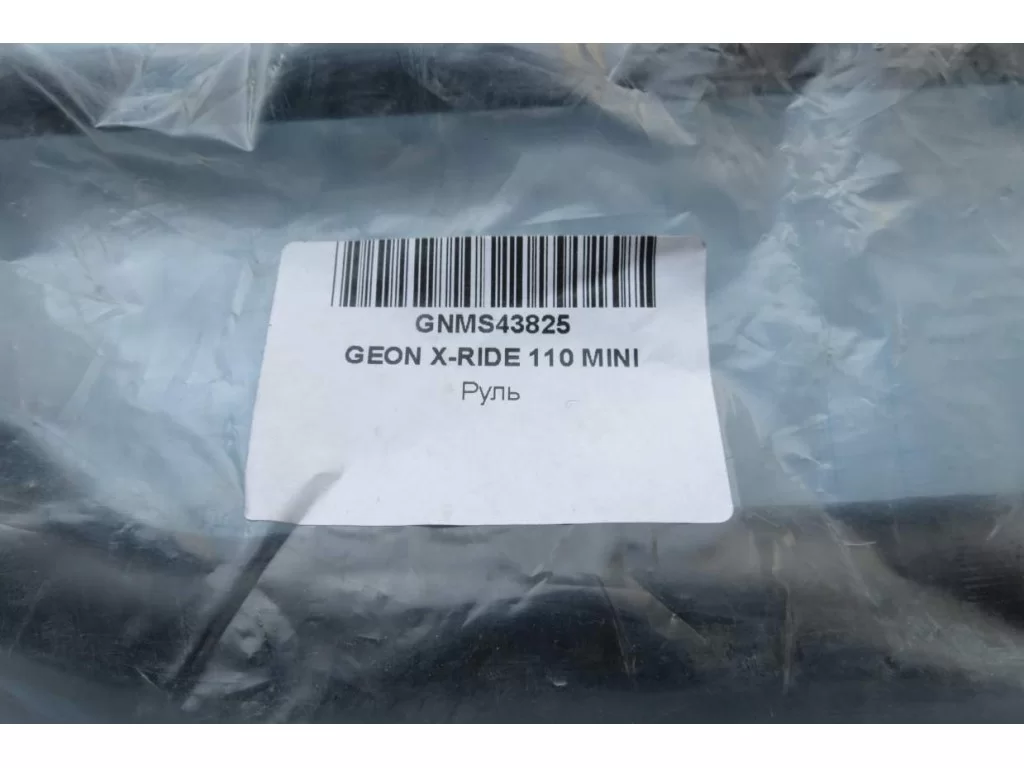 GNMS43825
GEON X-RIDE 110 MINI
Руль